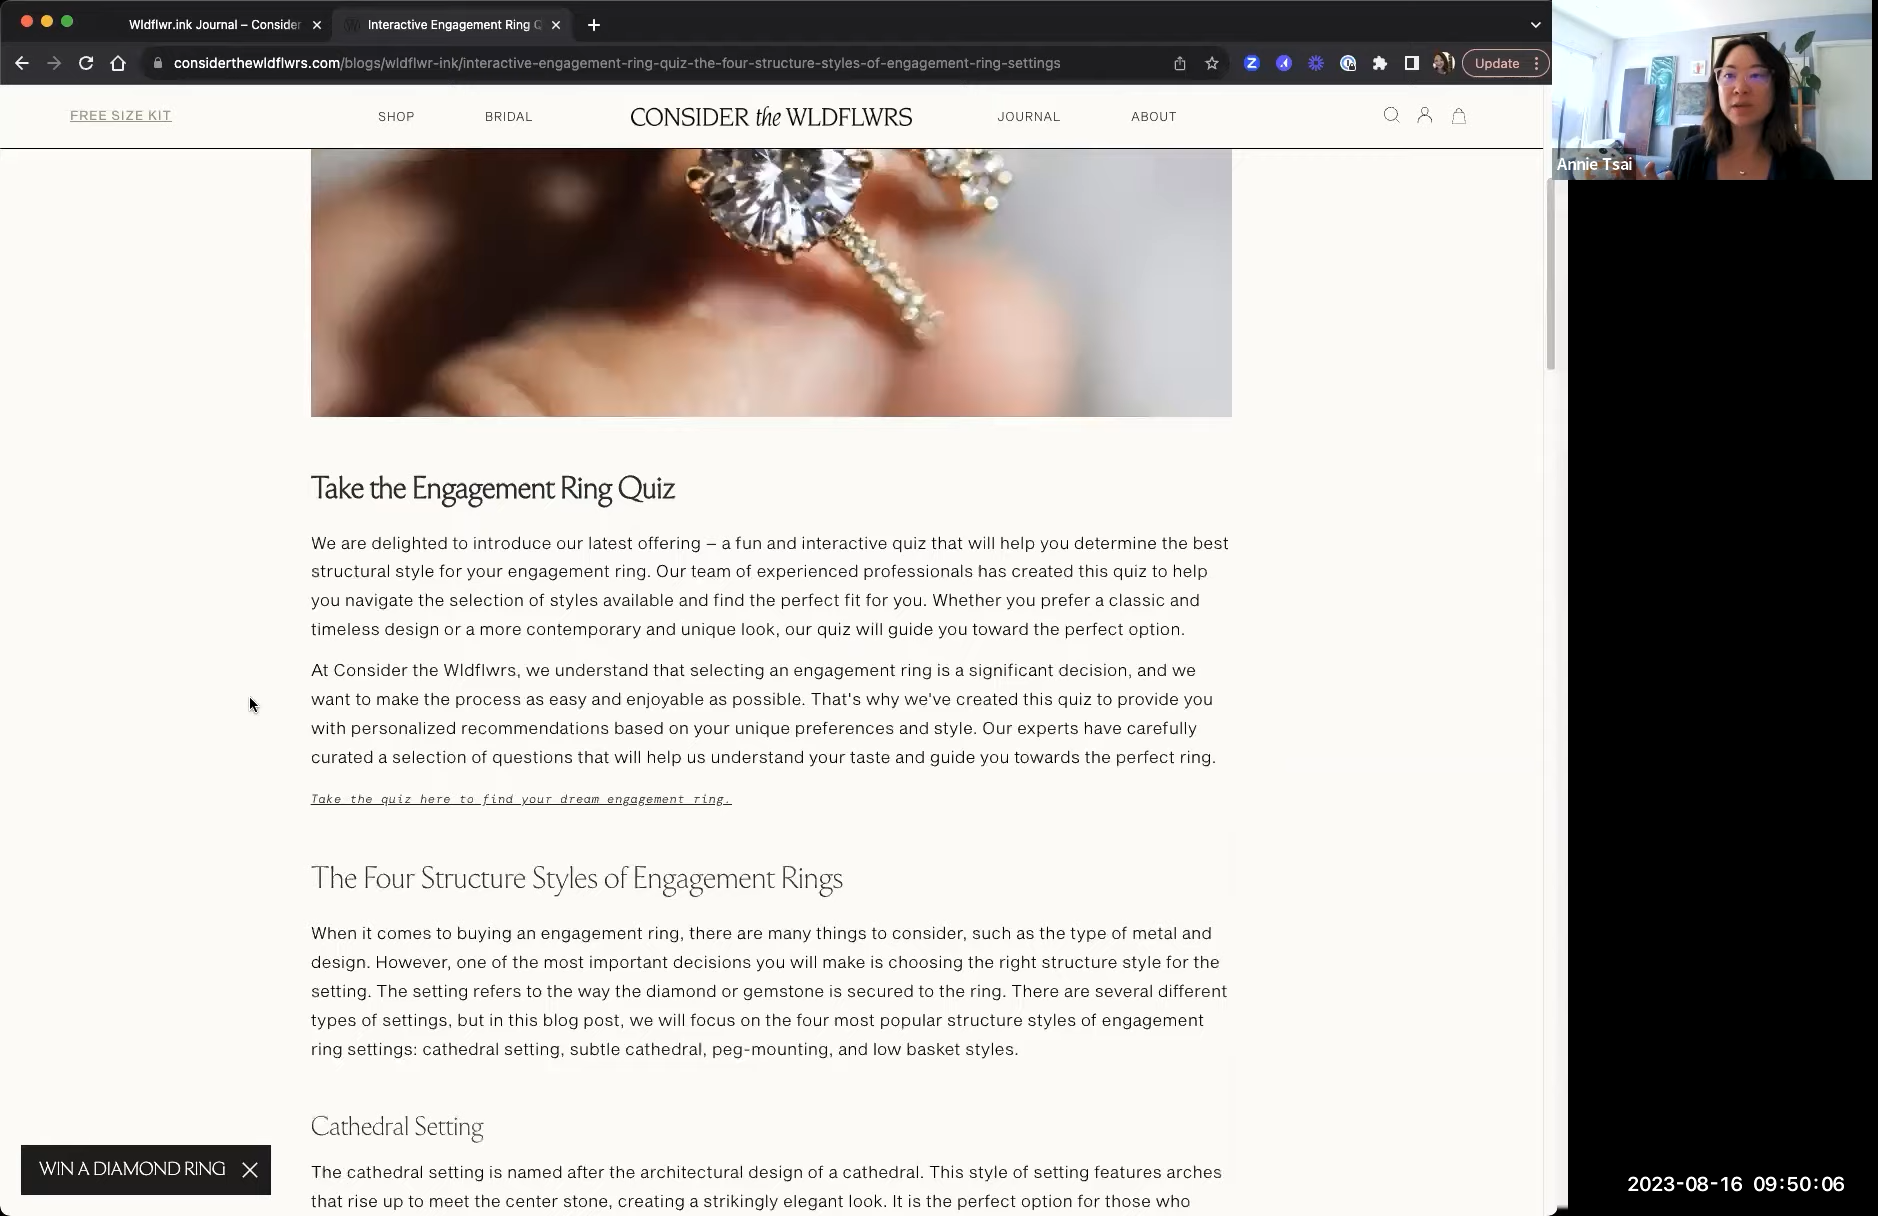 Wldflwr.ink Journal – Consider
Interactive Engagement Ring Q
considerthewldflwrs.com/blogs/wldflwr-ink/interactive-engagement-ring-quiz-the-four-structure-styles-of-engagement-ring-settings
Update
Annie Tsai
FREE SIZE KIT
SHOP
BRIDAL
CONSIDER the WLDFLWRS
JOURNAL
ABOUT
Take the Engagement Ring Quiz
We are delighted to introduce our latest offering – a fun and interactive quiz that will help you determine the best
structural style for your engagement ring. Our team of experienced professionals has created this quiz to help
you navigate the selection of styles available and find the perfect fit for you. Whether you prefer a classic and
timeless design or a more contemporary and unique look, our quiz will guide you toward the perfect option.
At Consider the Wldflwrs, we understand that selecting an engagement ring is a significant decision, and we
want to make the process as easy and enjoyable as possible. That's why we've created this quiz to provide you
with personalized recommendations based on your unique preferences and style. Our experts have carefully
curated a selection of questions that will help us understand your taste and guide you towards the perfect ring.
Take the quiz here to find your dream engagement ring.
The Four Structure Styles of Engagement Rings
When it comes to buying an engagement ring, there are many things to consider, such as the type of metal and
design. However, one of the most important decisions you will make is choosing the right structure style for the
setting. The setting refers to the way the diamond or gemstone is secured to the ring. There are several different
types of settings, but in this blog post, we will focus on the four most popular structure styles of engagement
ring settings: cathedral setting, subtle cathedral, peg-mounting, and low basket styles.
Cathedral Setting
The cathedral setting is named after the architectural design of a cathedral. This style of setting features arches
that rise up to meet the center stone, creating a strikingly elegant look. It is the perfect option for those who
WIN A DIAMOND RING
2023-08-16 09:50:06